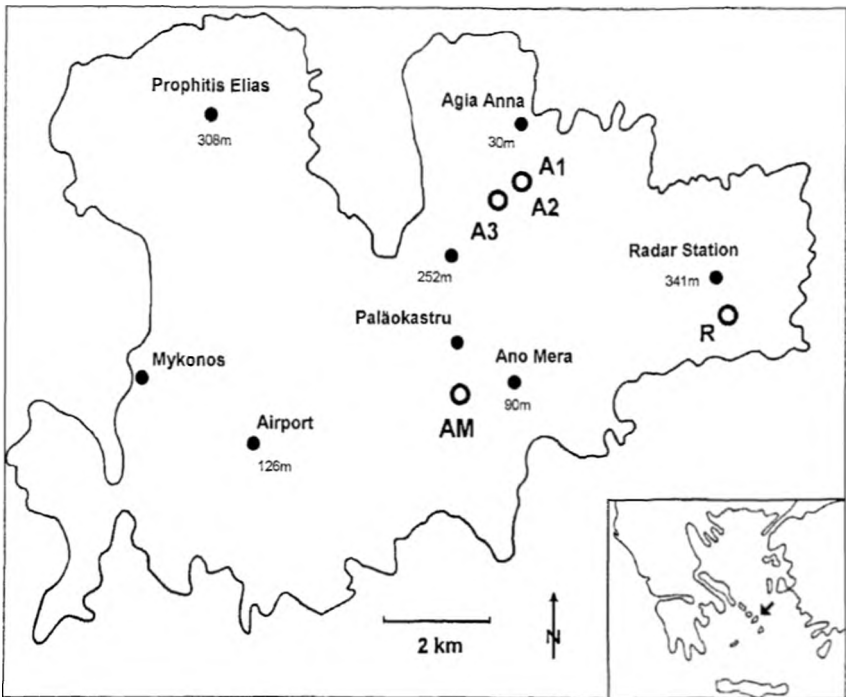 Prophitis Elias
308m
Agia Anna
30m
A1
A2
A3
252m
Radar Station
341m
R
Paläokastru
Ano Mera
90m
AM
Mykonos
Airport
126m
2 km
N